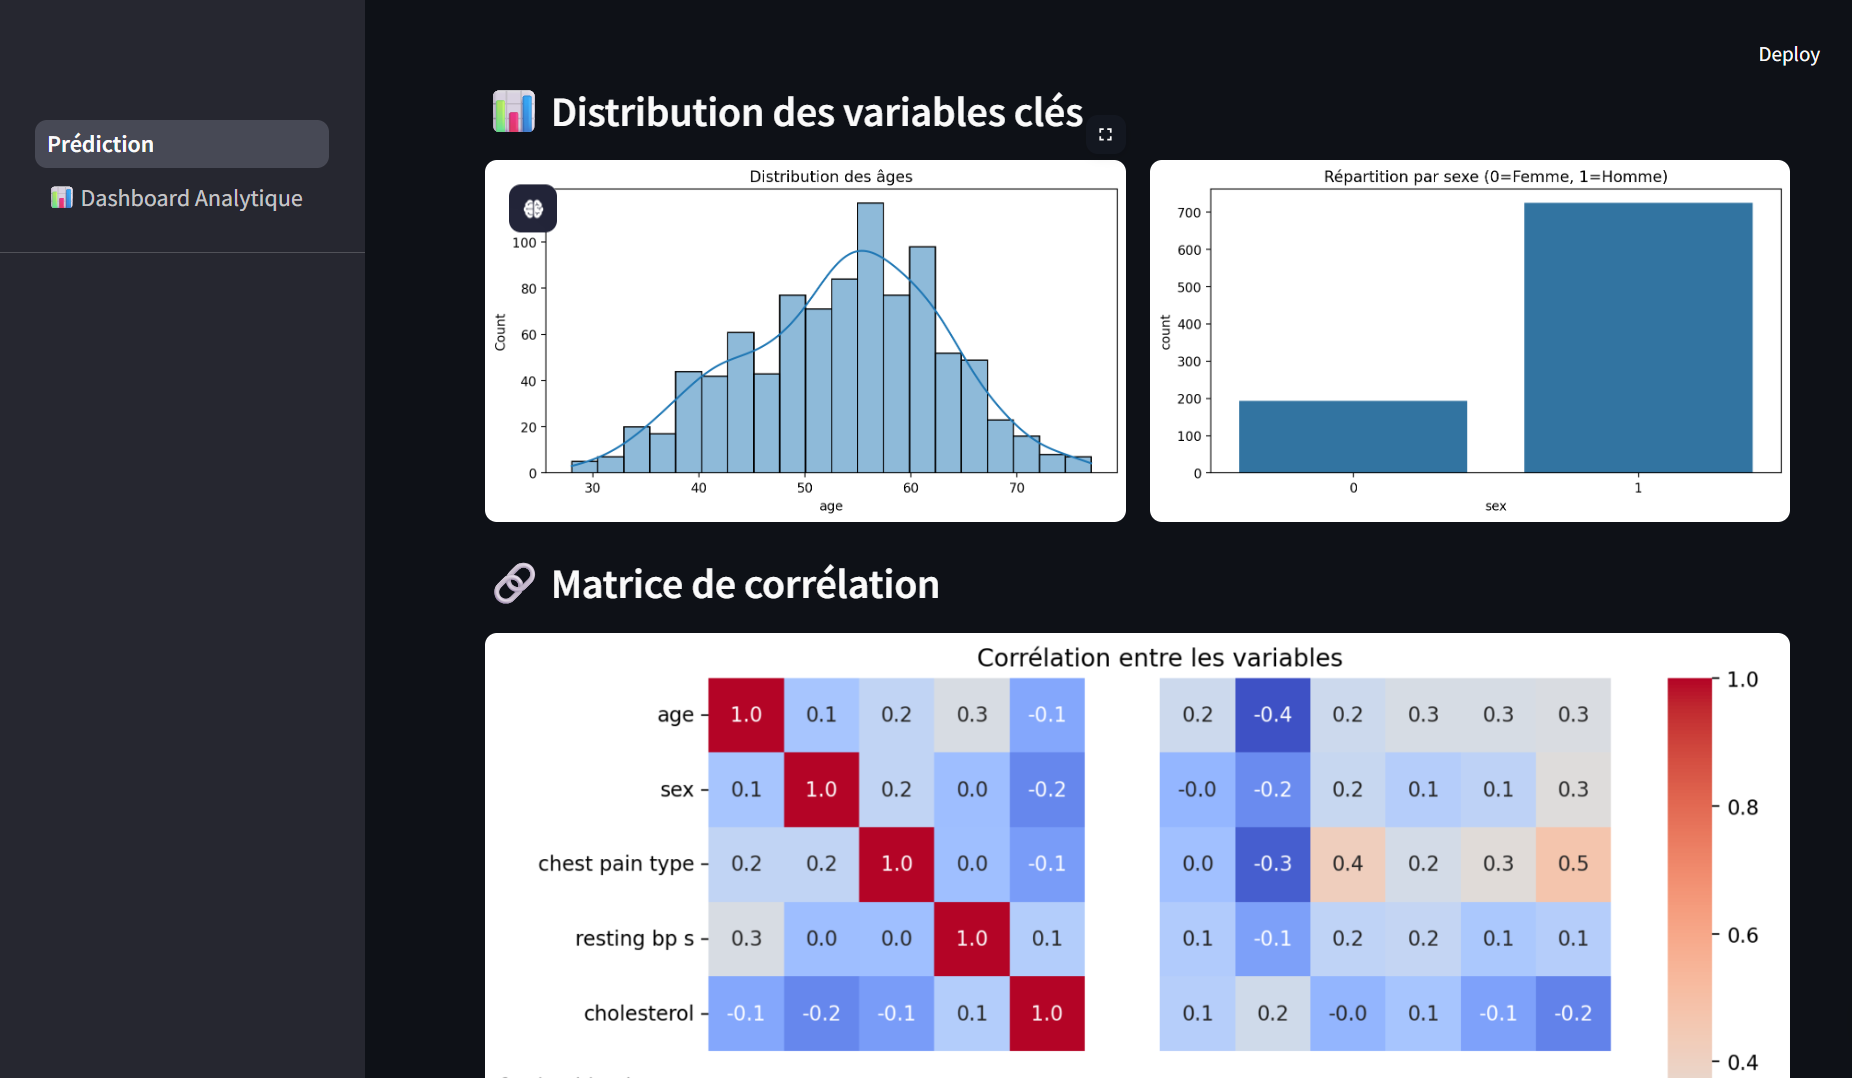 Deploy
Prédiction
Dashboard Analytique
Distribution des variables clés
Distribution des âges
100
80
60
40
20
0
Count
30 40 50 60 70
age
Répartition par sexe (0=Femme, 1=Homme)
700
600
500
400
300
200
100
0
count
0 1
sex
Matrice de corrélation
Corrélation entre les variables
age 1.0 0.1 0.2 0.3 -0.1 0.2 -0.4 0.2 0.3 0.3 0.3
sex 0.1 1.0 0.2 0.0 -0.2 -0.0 -0.2 0.2 0.1 0.1 0.3
chest pain type 0.2 0.2 1.0 0.0 -0.1 0.0 -0.3 0.4 0.2 0.3 0.5
resting bp s 0.3 0.0 0.0 1.0 0.1 0.1 -0.1 0.2 0.2 0.1 0.1
cholesterol -0.1 -0.2 -0.1 0.1 1.0 0.1 0.2 -0.0 0.1 -0.1 -0.2
1.0
0.8
0.6
0.4